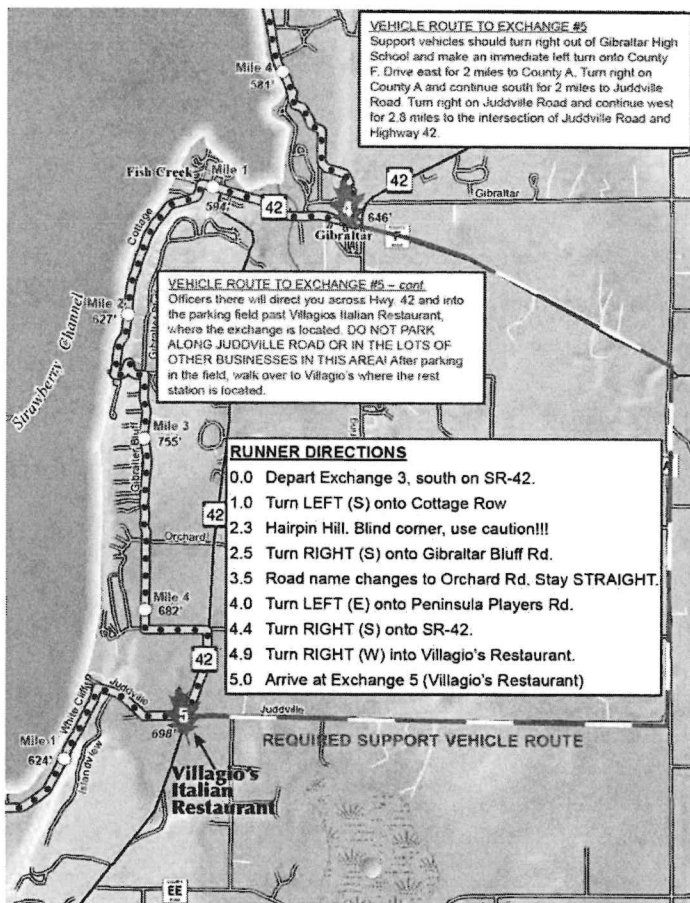 VEHICLE ROUTE TO EXCHANGE #5
Support vehicles should turn right out of Gibraltar High
School and make an immediate left turn onto County
F. Drive east for 2 miles to County A. Turn right on
County A and continue south for 2 miles to Juddville
Road. Turn right on Juddville Road and continue west
for 2.8 miles to the intersection of Juddville Road and
Highway 42.
Mile 4
581'
Fish Creek
Mile 1
594'
42
42
Gibraltar
4
646'
Gibraltar
F
Cottage
Strawberry Channel
Mile 2
627'
VEHICLE ROUTE TO EXCHANGE #5 – cont.
Officers there will direct you across Hwy. 42 and into
the parking field past Villagios Italian Restaurant,
where the exchange is located. DO NOT PARK
ALONG JUDDVILLE ROAD OR IN THE LOTS OF
OTHER BUSINESSES IN THIS AREA! After parking
in the field, walk over to Villagio's where the rest
station is located.
Mile 3
755'
Gibralter Bluff
RUNNER DIRECTIONS
0.0 Depart Exchange 3, south on SR-42.
1.0 Turn LEFT (S) onto Cottage Row
2.3 Hairpin Hill. Blind corner, use caution!!!
2.5 Turn RIGHT (S) onto Gibraltar Bluff Rd.
3.5 Road name changes to Orchard Rd. Stay STRAIGHT.
4.0 Turn LEFT (E) onto Peninsula Players Rd.
4.4 Turn RIGHT (S) onto SR-42.
4.9 Turn RIGHT (W) into Villagio's Restaurant.
5.0 Arrive at Exchange 5 (Villagio's Restaurant)
A
42
Orchard
Mile 4
682'
42
Juddville
White Cliff
Islandview
Mile 1
624'
5
698'
Juddville
REQUIRED SUPPORT VEHICLE ROUTE
Villagio's
Italian
Restaurant
EE